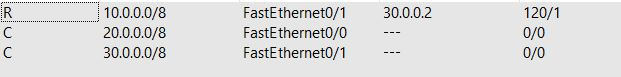 R 10.0.0.0/8 FastEthernet0/1 30.0.0.2 120/1
C 20.0.0.0/8 FastEthernet0/0 --- 0/0
C 30.0.0.0/8 FastEthernet0/1 --- 0/0